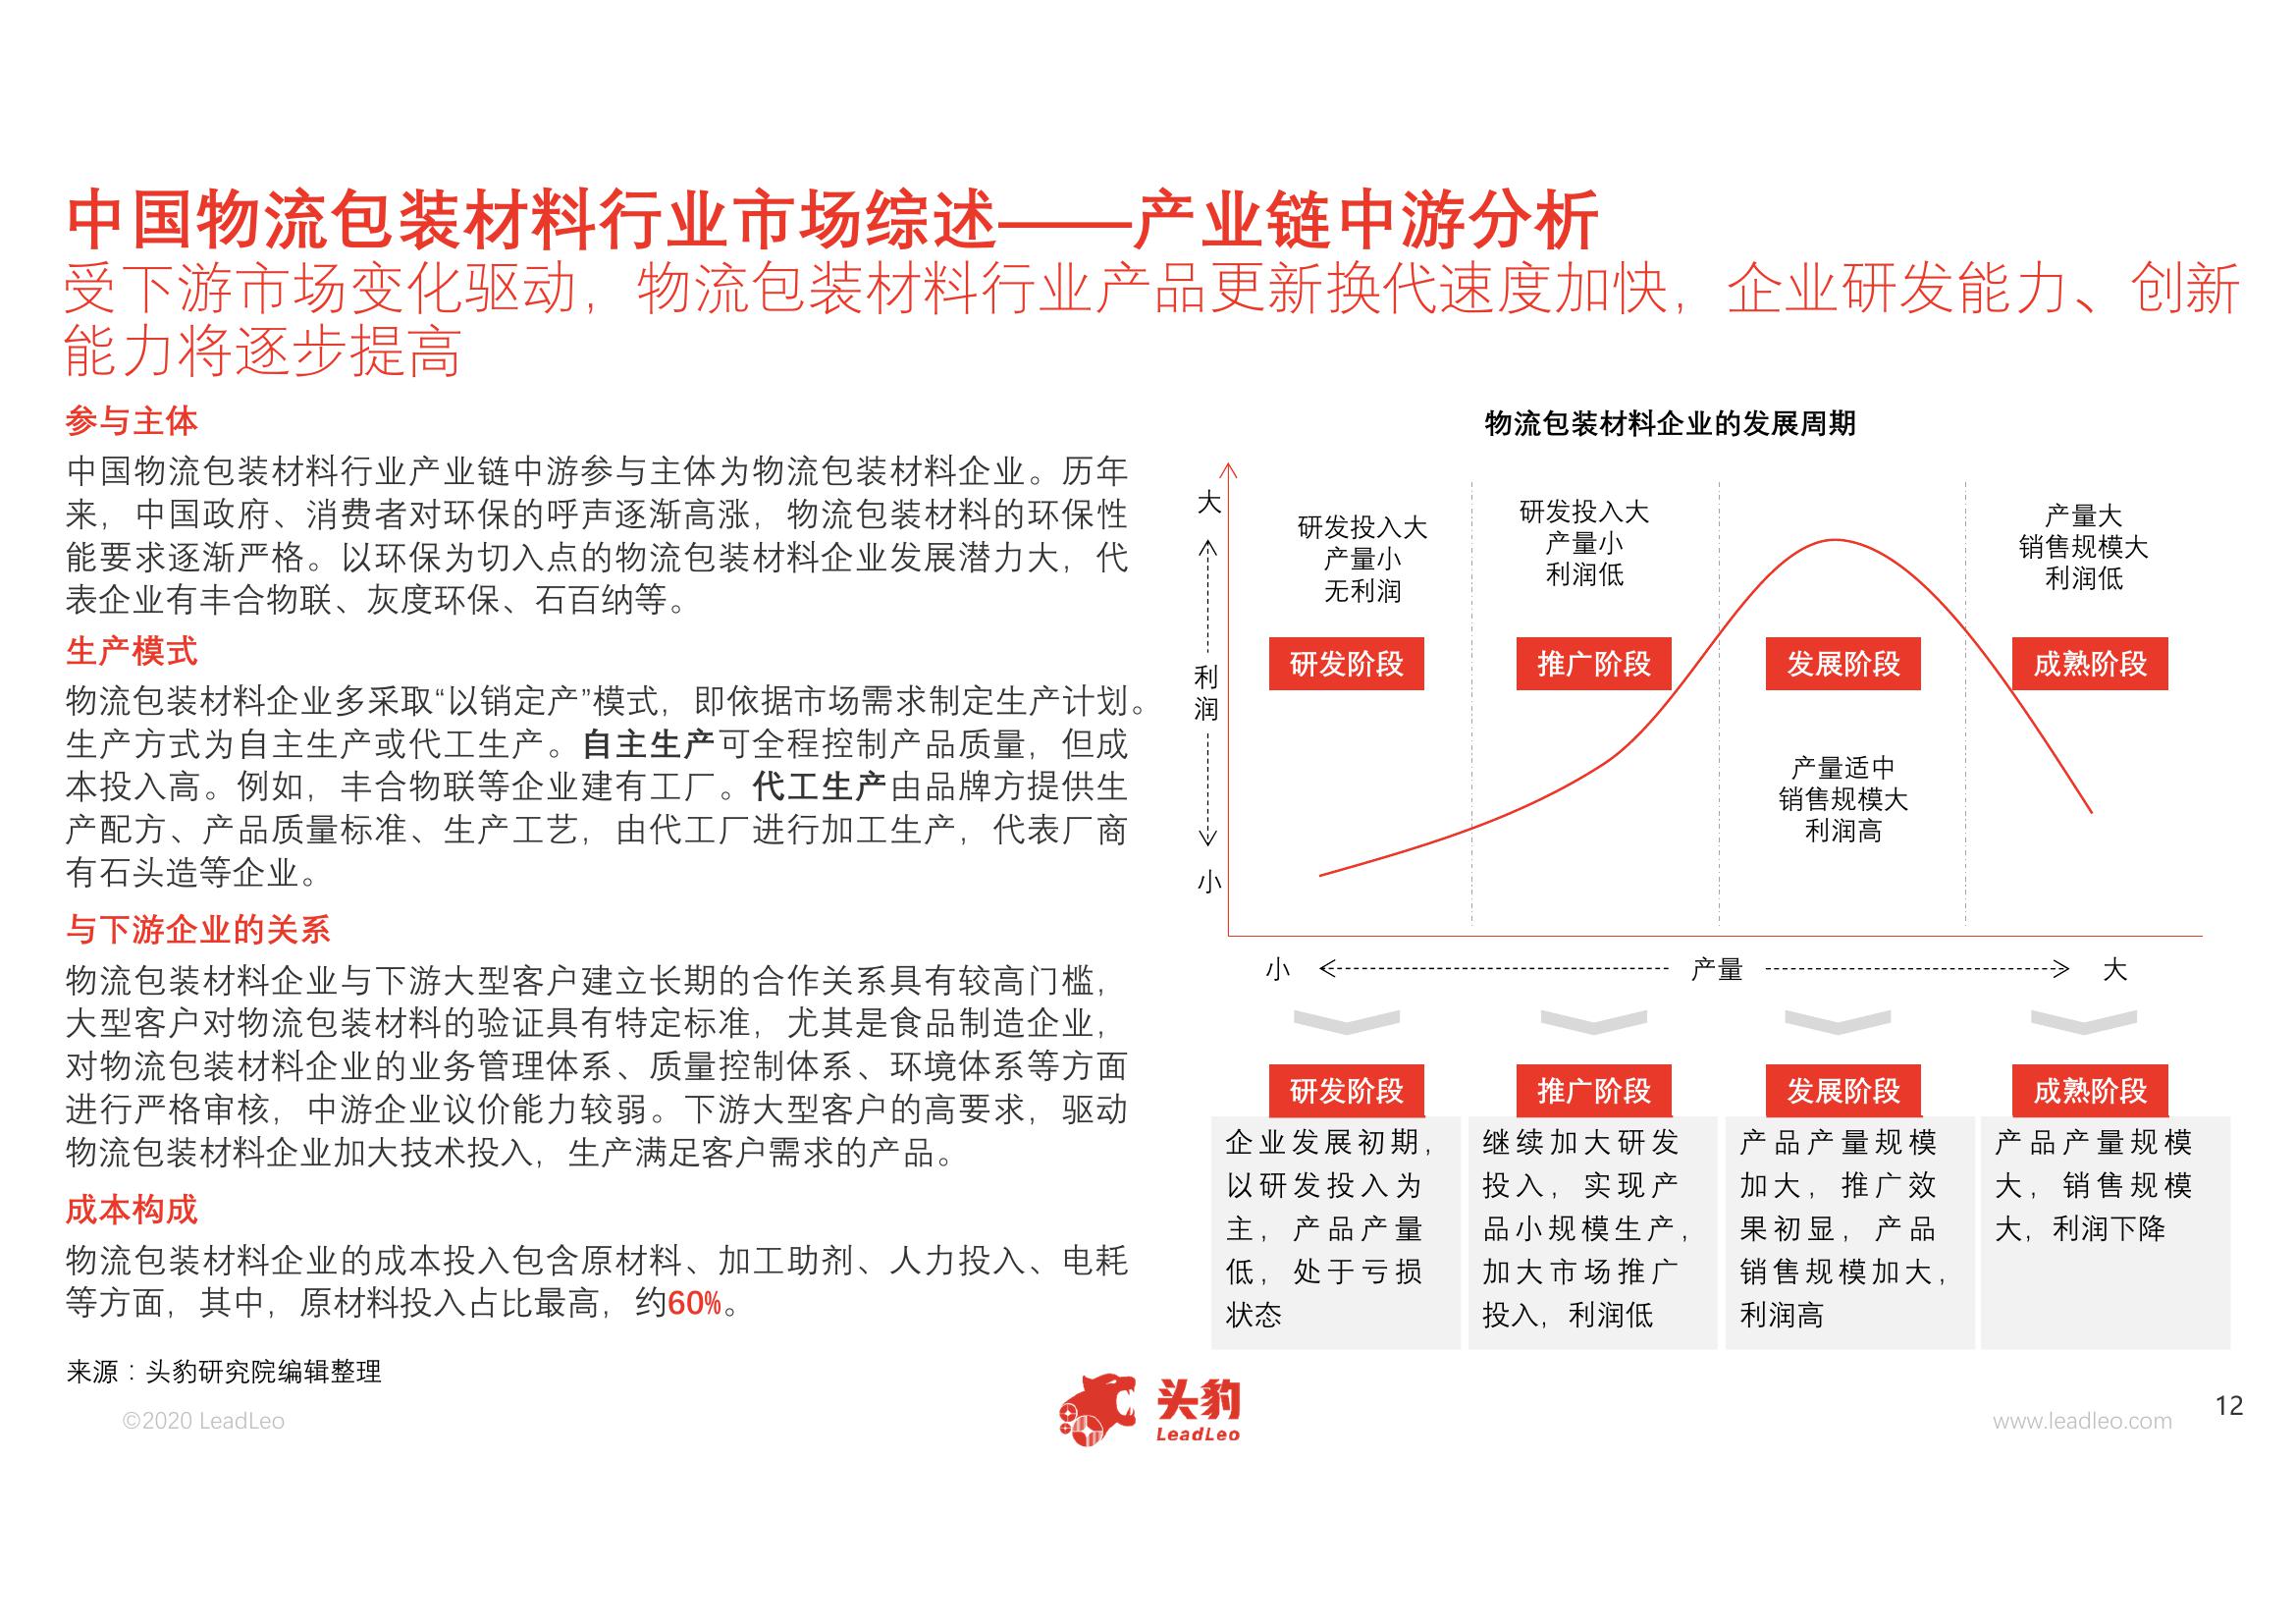 中国物流包装材料行业市场综述——产业链中游分析
受下游市场变化驱动，物流包装材料行业产品更新换代速度加快，企业研发能力、创新
能力将逐步提高
参与主体
中国物流包装材料行业产业链中游参与主体为物流包装材料企业。历年
来，中国政府、消费者对环保的呼声逐渐高涨，物流包装材料的环保性
能要求逐渐严格。以环保为切入点的物流包装材料企业发展潜力大，代
表企业有丰合物联、灰度环保、石百纳等。
生产模式
物流包装材料企业多采取“以销定产”模式，即依据市场需求制定生产计划。
生产方式为自主生产或代工生产。自主生产可全程控制产品质量，但成
本投入高。例如，丰合物联等企业建有工厂。代工生产由品牌方提供生
产配方、产品质量标准、生产工艺，由代工厂进行加工生产，代表厂商
有石头造等企业。
与下游企业的关系
物流包装材料企业与下游大型客户建立长期的合作关系具有较高门槛，
大型客户对物流包装材料的验证具有特定标准，尤其是食品制造企业，
对物流包装材料企业的业务管理体系、质量控制体系、环境体系等方面
进行严格审核，中游企业议价能力较弱。下游大型客户的高要求，驱动
物流包装材料企业加大技术投入，生产满足客户需求的产品。
成本构成
物流包装材料企业的成本投入包含原材料、加工助剂、人力投入、电耗
等方面，其中，原材料投入占比最高，约60%。
来源：头豹研究院编辑整理
物流包装材料企业的发展周期
大
利
润
小
研发投入大
产量小
无利润
研发阶段
研发投入大
产量小
利润低
推广阶段
发展阶段
产量适中
销售规模大
利润高
产量大
销售规模大
利润低
成熟阶段
小 产量 大
研发阶段
企业发展初期，
以研发投入为
主，产品产量
低，处于亏损
状态
推广阶段
继续加大研发
投入，实现产
品小规模生产，
加大市场推广
投入，利润低
发展阶段
产品产量规模
加大，推广效
果初显，产品
销售规模加大，
利润高
成熟阶段
产品产量规模
大，销售规模
大，利润下降
©2020 LeadLeo
头豹
LeadLeo
www.leadleo.com
12